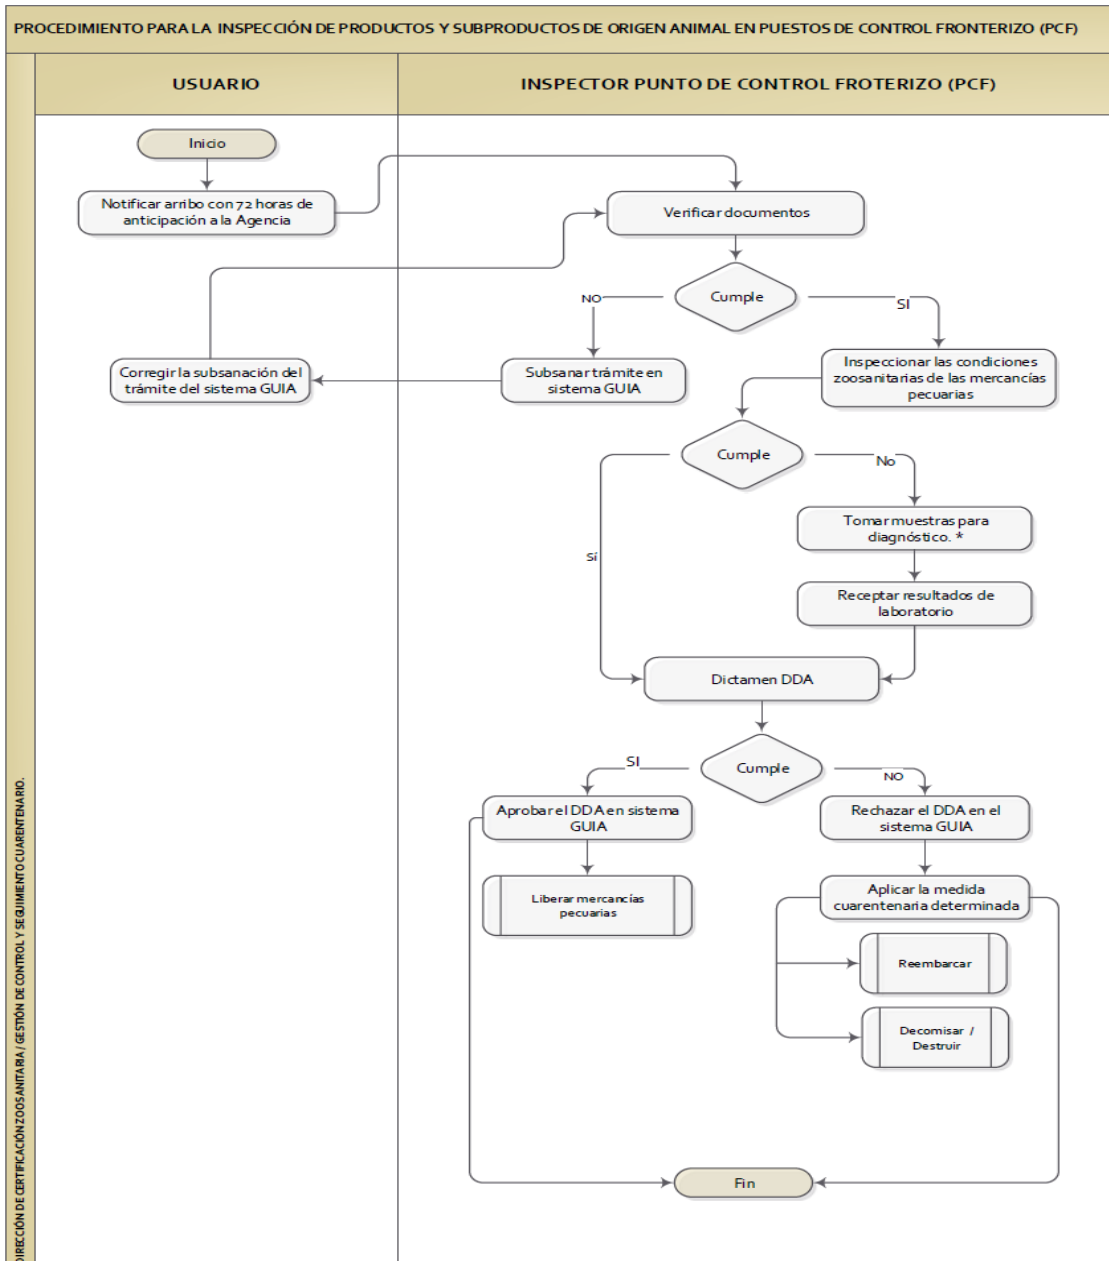 PROCEDIMIENTO PARA LA INSPECCIÓN DE PRODUCTOS Y SUBPRODUCTOS DE ORIGEN ANIMAL EN PUESTOS DE CONTROL FRONTERIZO (PCF)
USUARIO
INSPECTOR PUNTO DE CONTROL FROTERIZO (PCF)
Inicio
Notificar arribo con 72 horas de
anticipación a la Agencia
Verificar documentos
Cumple
NO
SI
Corregir la subsanación del
trámite del sistema GUIA
Subsanar trámite en
sistema GUIA
Inspeccionar las condiciones
zoosanitarias de las mercancías
pecuarias
Cumple
No
Sí
Tomar muestras para
diagnóstico. *
Receptar resultados de
laboratorio
Dictamen DDA
Cumple
SI
NO
Aprobar el DDA en sistema
GUIA
Rechazar el DDA en el
sistema GUIA
Liberar mercancías
pecuarias
Aplicar la medida
cuarentenaria determinada
Reembarcar
Decomisar /
Destruir
Fin
DIRECCIÓN DE CERTIFICACIÓN ZOOSANITARIA / GESTIÓN DE CONTROL Y SEGUIMIENTO CUARENTENARIO.